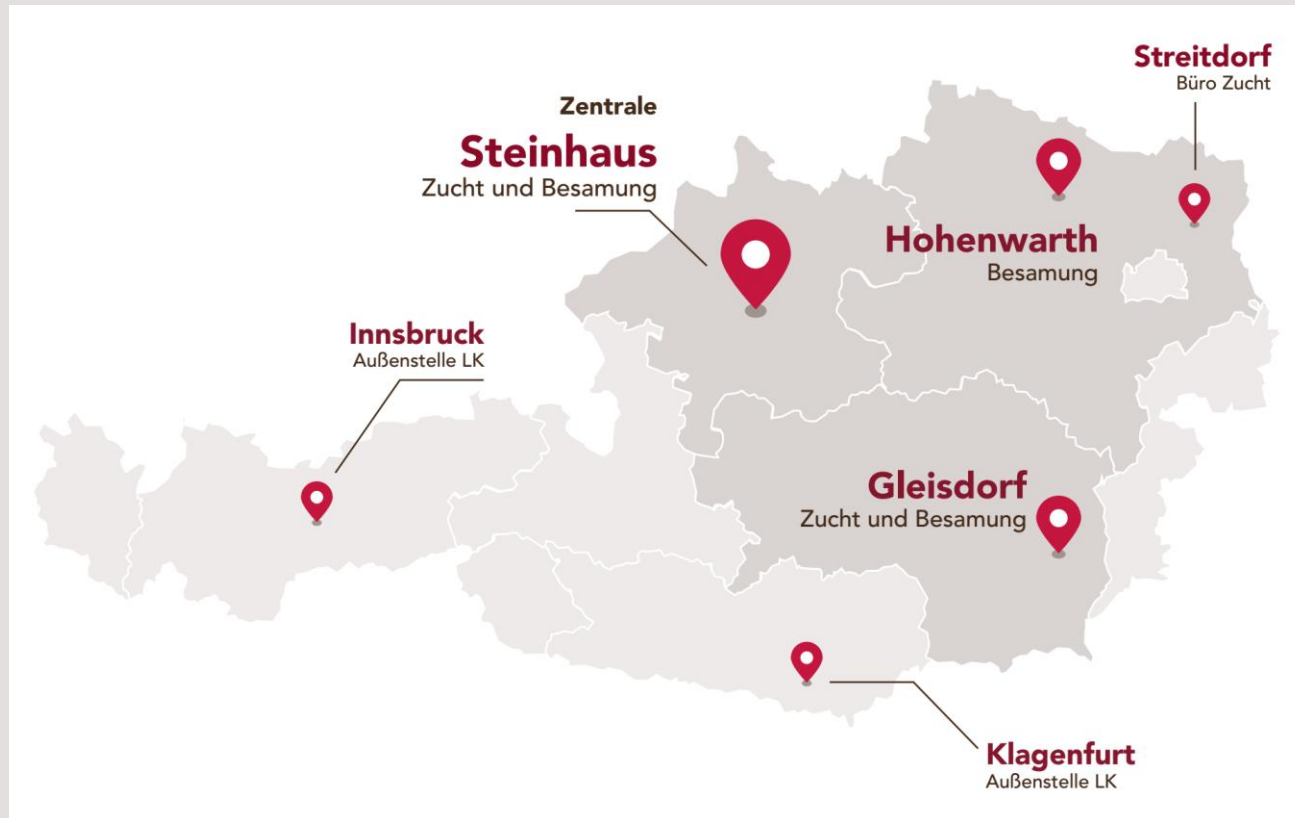 Streitdorf
Büro Zucht
Zentrale
Steinhaus
Zucht und Besamung
Hohenwarth
Besamung
Innsbruck
Außenstelle LK
Gleisdorf
Zucht und Besamung
Klagenfurt
Außenstelle LK